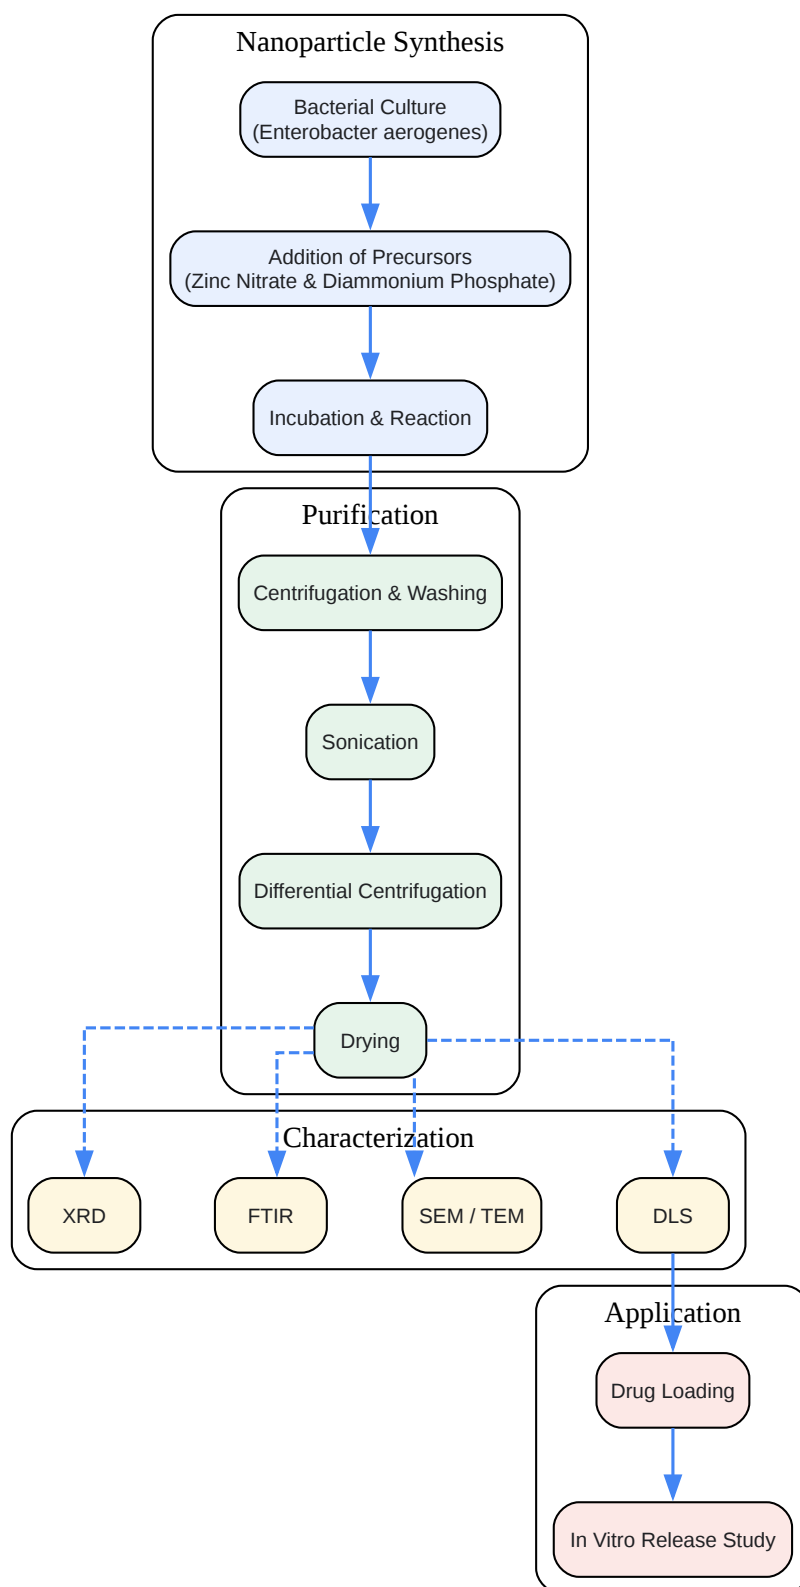 Nanoparticle Synthesis
Bacterial Culture
(Enterobacter aerogenes)
Addition of Precursors
(Zinc Nitrate & Diammonium Phosphate)
Incubation & Reaction
Purification
Centrifugation & Washing
Sonication
Differential Centrifugation
Drying
Characterization
XRD
FTIR
SEM / TEM
DLS
Application
Drug Loading
In Vitro Release Study